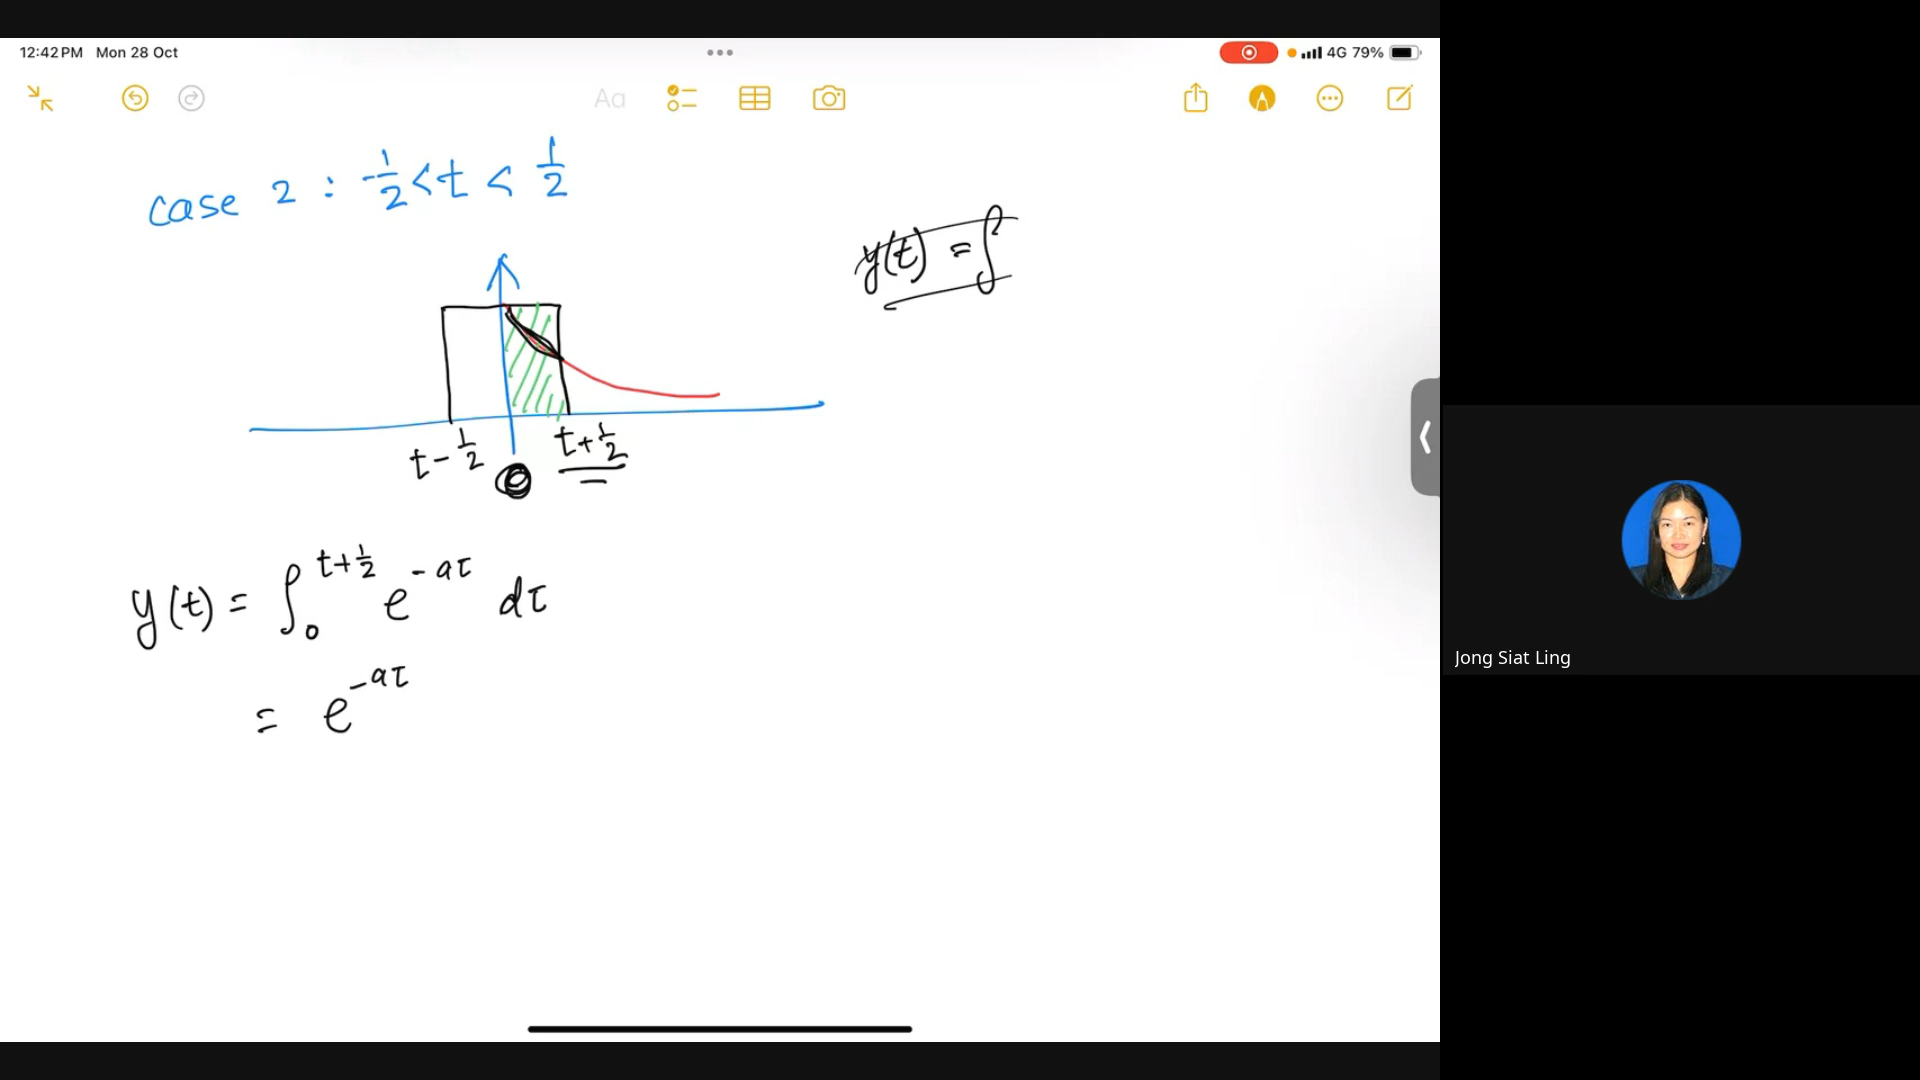 12:42 PM Mon 28 Oct
4G 79%
Aa
case 2 : -1/2 < t < 1/2
y(t) = ∫
t - 1/2
0
t + 1/2
y(t) = ∫₀^(t+1/2) e^(-aτ) dτ
= e^(-aτ)
Jong Siat Ling